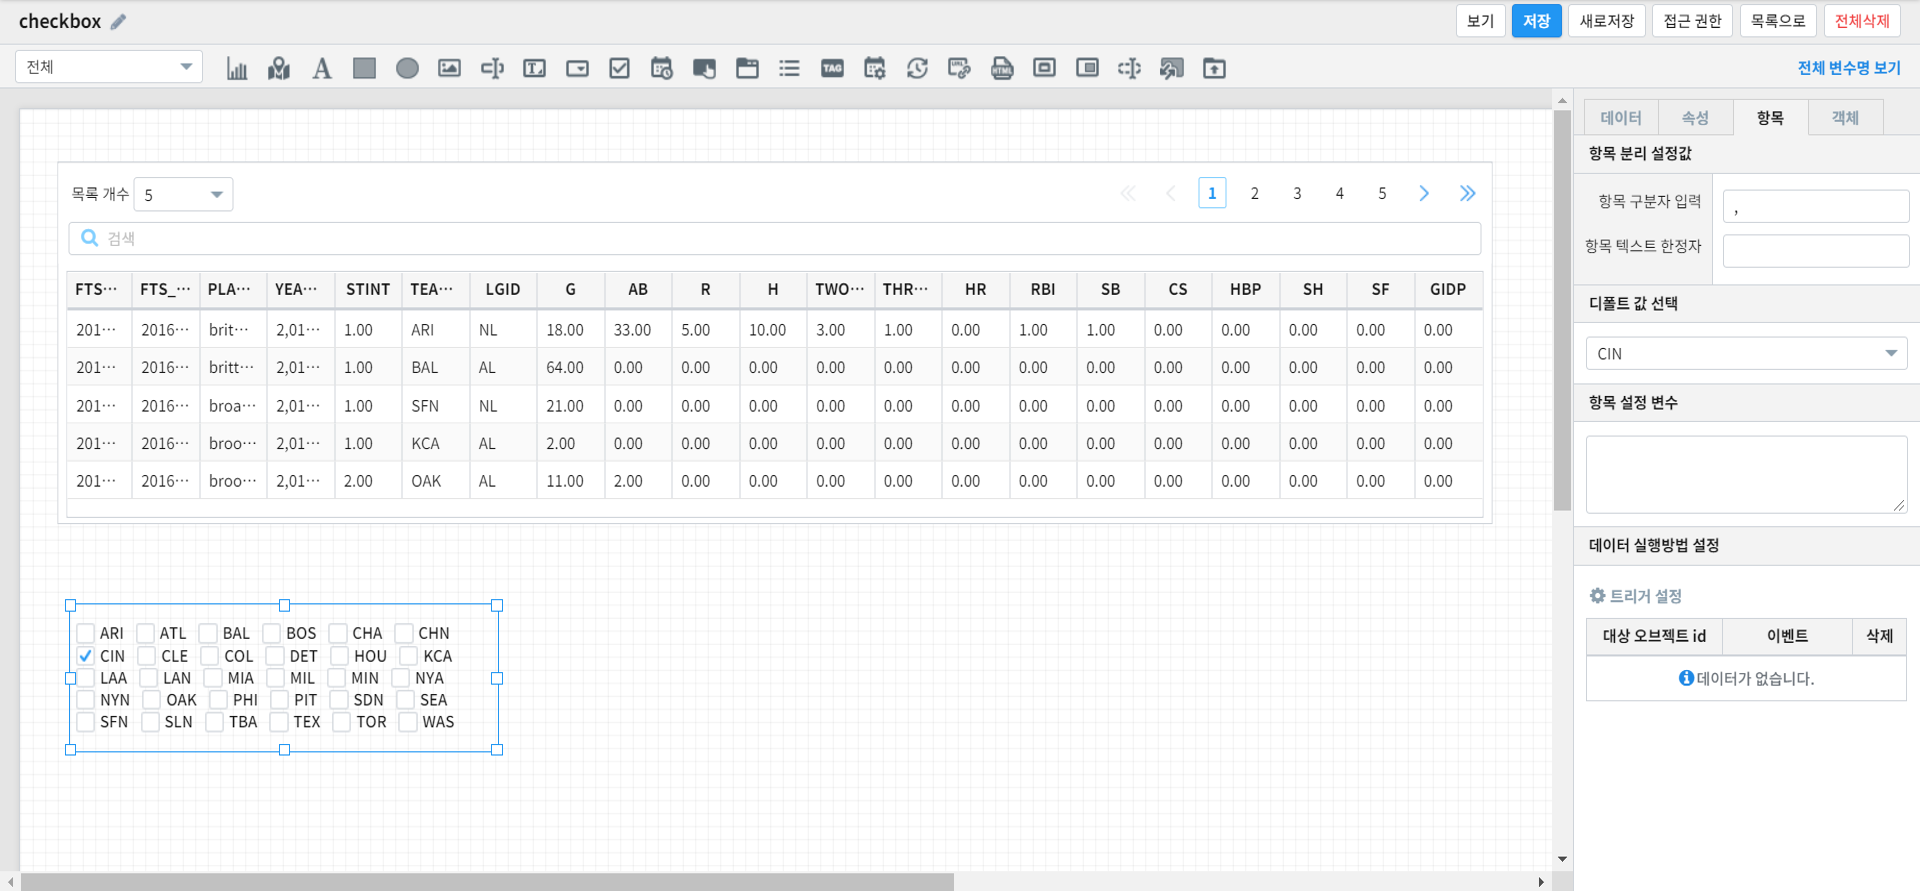 checkbox
보기 저장 새로저장 접근 권한 목록으로 전체삭제
전체
TAG
URL
HTML
전체 변수명 보기
목록 개수 5
1 2 3 4 5
검색
FTS… FTS_… PLA… YEA… STINT TEA… LGID G AB R H TWO… THR… HR RBI SB CS HBP SH SF GIDP
201… 2016… brit… 2,01… 1.00 ARI NL 18.00 33.00 5.00 10.00 3.00 1.00 0.00 1.00 1.00 0.00 0.00 0.00 0.00 0.00
201… 2016… britt… 2,01… 1.00 BAL AL 64.00 0.00 0.00 0.00 0.00 0.00 0.00 0.00 0.00 0.00 0.00 0.00 0.00 0.00
201… 2016… broa… 2,01… 1.00 SFN NL 21.00 0.00 0.00 0.00 0.00 0.00 0.00 0.00 0.00 0.00 0.00 0.00 0.00 0.00
201… 2016… broo… 2,01… 1.00 KCA AL 2.00 0.00 0.00 0.00 0.00 0.00 0.00 0.00 0.00 0.00 0.00 0.00 0.00 0.00
201… 2016… broo… 2,01… 2.00 OAK AL 11.00 2.00 0.00 0.00 0.00 0.00 0.00 0.00 0.00 0.00 0.00 0.00 0.00 0.00
ARI ATL BAL BOS CHA CHN
CIN CLE COL DET HOU KCA
LAA LAN MIA MIL MIN NYA
NYN OAK PHI PIT SDN SEA
SFN SLN TBA TEX TOR WAS
데이터 속성 항목 객체
항목 분리 설정값
항목 구분자 입력 ,
항목 텍스트 한정자
디폴트 값 선택
CIN
항목 설정 변수
데이터 실행방법 설정
트리거 설정
대상 오브젝트 id 이벤트 삭제
데이터가 없습니다.